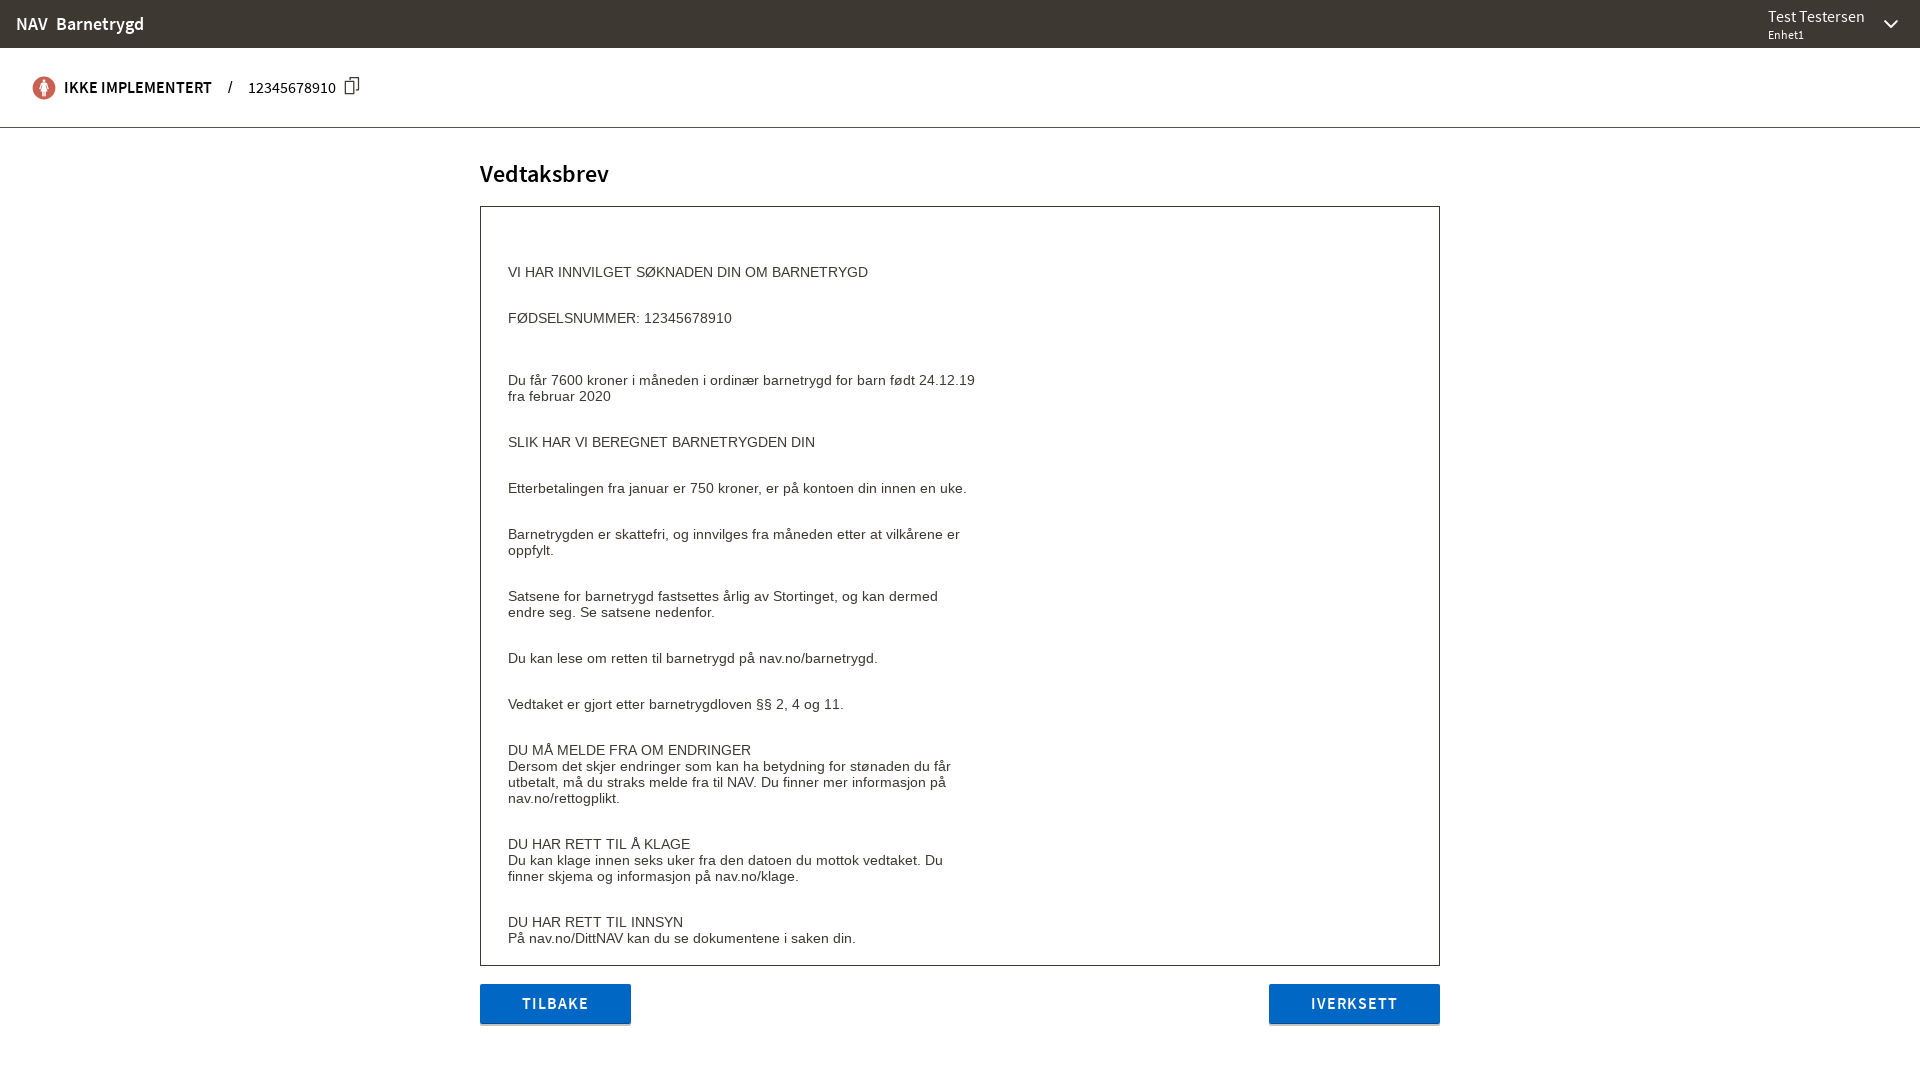 NAV Barnetrygd
Test Testersen
Enhet1
IKKE IMPLEMENTERT / 12345678910
Vedtaksbrev
VI HAR INNVILGET SØKNADEN DIN OM BARNETRYGD
FØDSELSNUMMER: 12345678910
Du får 7600 kroner i måneden i ordinær barnetrygd for barn født 24.12.19
fra februar 2020
SLIK HAR VI BEREGNET BARNETRYGDEN DIN
Etterbetalingen fra januar er 750 kroner, er på kontoen din innen en uke.
Barnetrygden er skattefri, og innvilges fra måneden etter at vilkårene er
oppfylt.
Satsene for barnetrygd fastsettes årlig av Stortinget, og kan dermed
endre seg. Se satsene nedenfor.
Du kan lese om retten til barnetrygd på nav.no/barnetrygd.
Vedtaket er gjort etter barnetrygdloven §§ 2, 4 og 11.
DU MÅ MELDE FRA OM ENDRINGER
Dersom det skjer endringer som kan ha betydning for stønaden du får
utbetalt, må du straks melde fra til NAV. Du finner mer informasjon på
nav.no/rettogplikt.
DU HAR RETT TIL Å KLAGE
Du kan klage innen seks uker fra den datoen du mottok vedtaket. Du
finner skjema og informasjon på nav.no/klage.
DU HAR RETT TIL INNSYN
På nav.no/DittNAV kan du se dokumentene i saken din.
TILBAKE
IVERKSETT